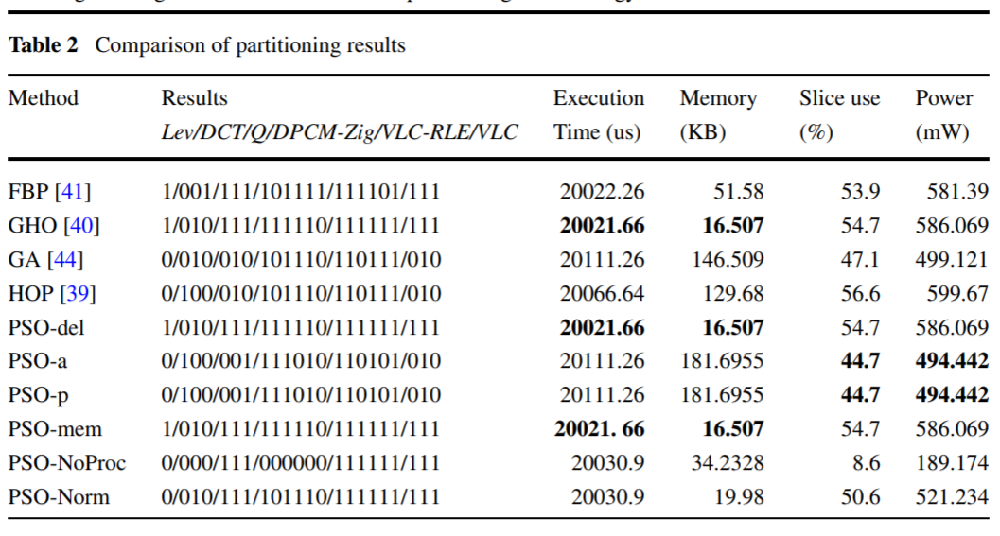 Table 2 Comparison of partitioning results
Method Results Execution Memory Slice use Power
Lev/DCT/Q/DPCM-Zig/VLC-RLE/VLC Time (us) (KB) (%) (mW)
FBP [41] 1/001/111/101111/111101/111 20022.26 51.58 53.9 581.39
GHO [40] 1/010/111/111110/111111/111 20021.66 16.507 54.7 586.069
GA [44] 0/010/010/101110/110111/010 20111.26 146.509 47.1 499.121
HOP [39] 0/100/010/101110/110111/010 20066.64 129.68 56.6 599.67
PSO-del 1/010/111/111110/111111/111 20021.66 16.507 54.7 586.069
PSO-a 0/100/001/111010/110101/010 20111.26 181.6955 44.7 494.442
PSO-p 0/100/001/111010/110101/010 20111.26 181.6955 44.7 494.442
PSO-mem 1/010/111/111110/111111/111 20021. 66 16.507 54.7 586.069
PSO-NoProc 0/000/111/000000/111111/111 20030.9 34.2328 8.6 189.174
PSO-Norm 0/010/111/101110/111111/111 20030.9 19.98 50.6 521.234